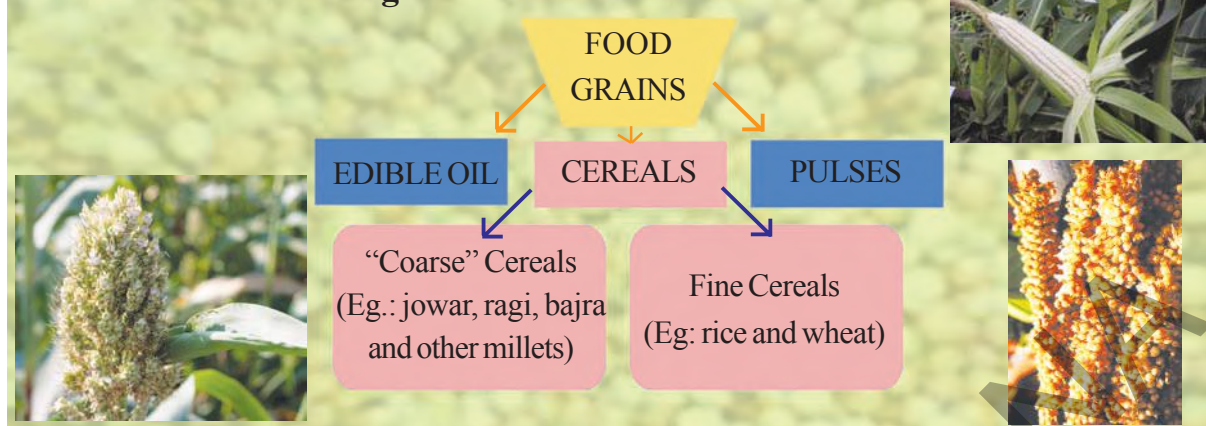 FOOD
GRAINS
EDIBLE OIL
CEREALS
PULSES
“Coarse” Cereals
(Eg.: jowar, ragi, bajra
and other millets)
Fine Cereals
(Eg: rice and wheat)